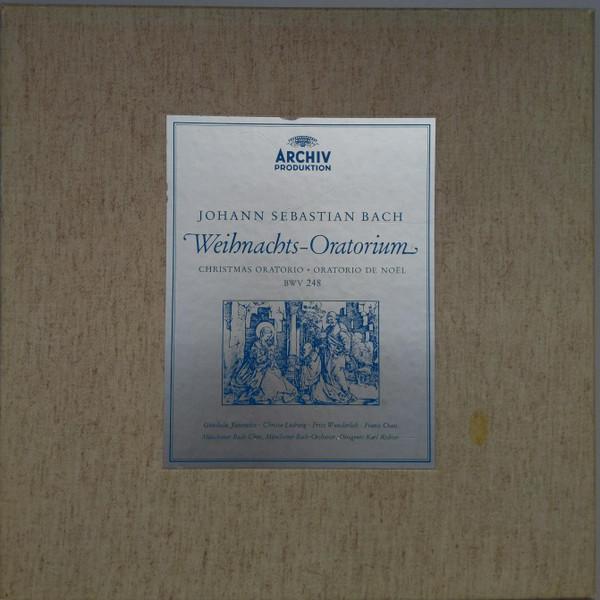 ARCHIV
PRODUKTION
JOHANN SEBASTIAN BACH
Weihnachts-Oratorium
CHRISTMAS ORATORIO • ORATORIO DE NOËL
BWV 248
Gundula Janowitz · Christa Ludwig · Fritz Wunderlich · Franz Crass
Münchener Bach-Chor, Münchener Bach-Orchester, Dirigent: Karl Richter